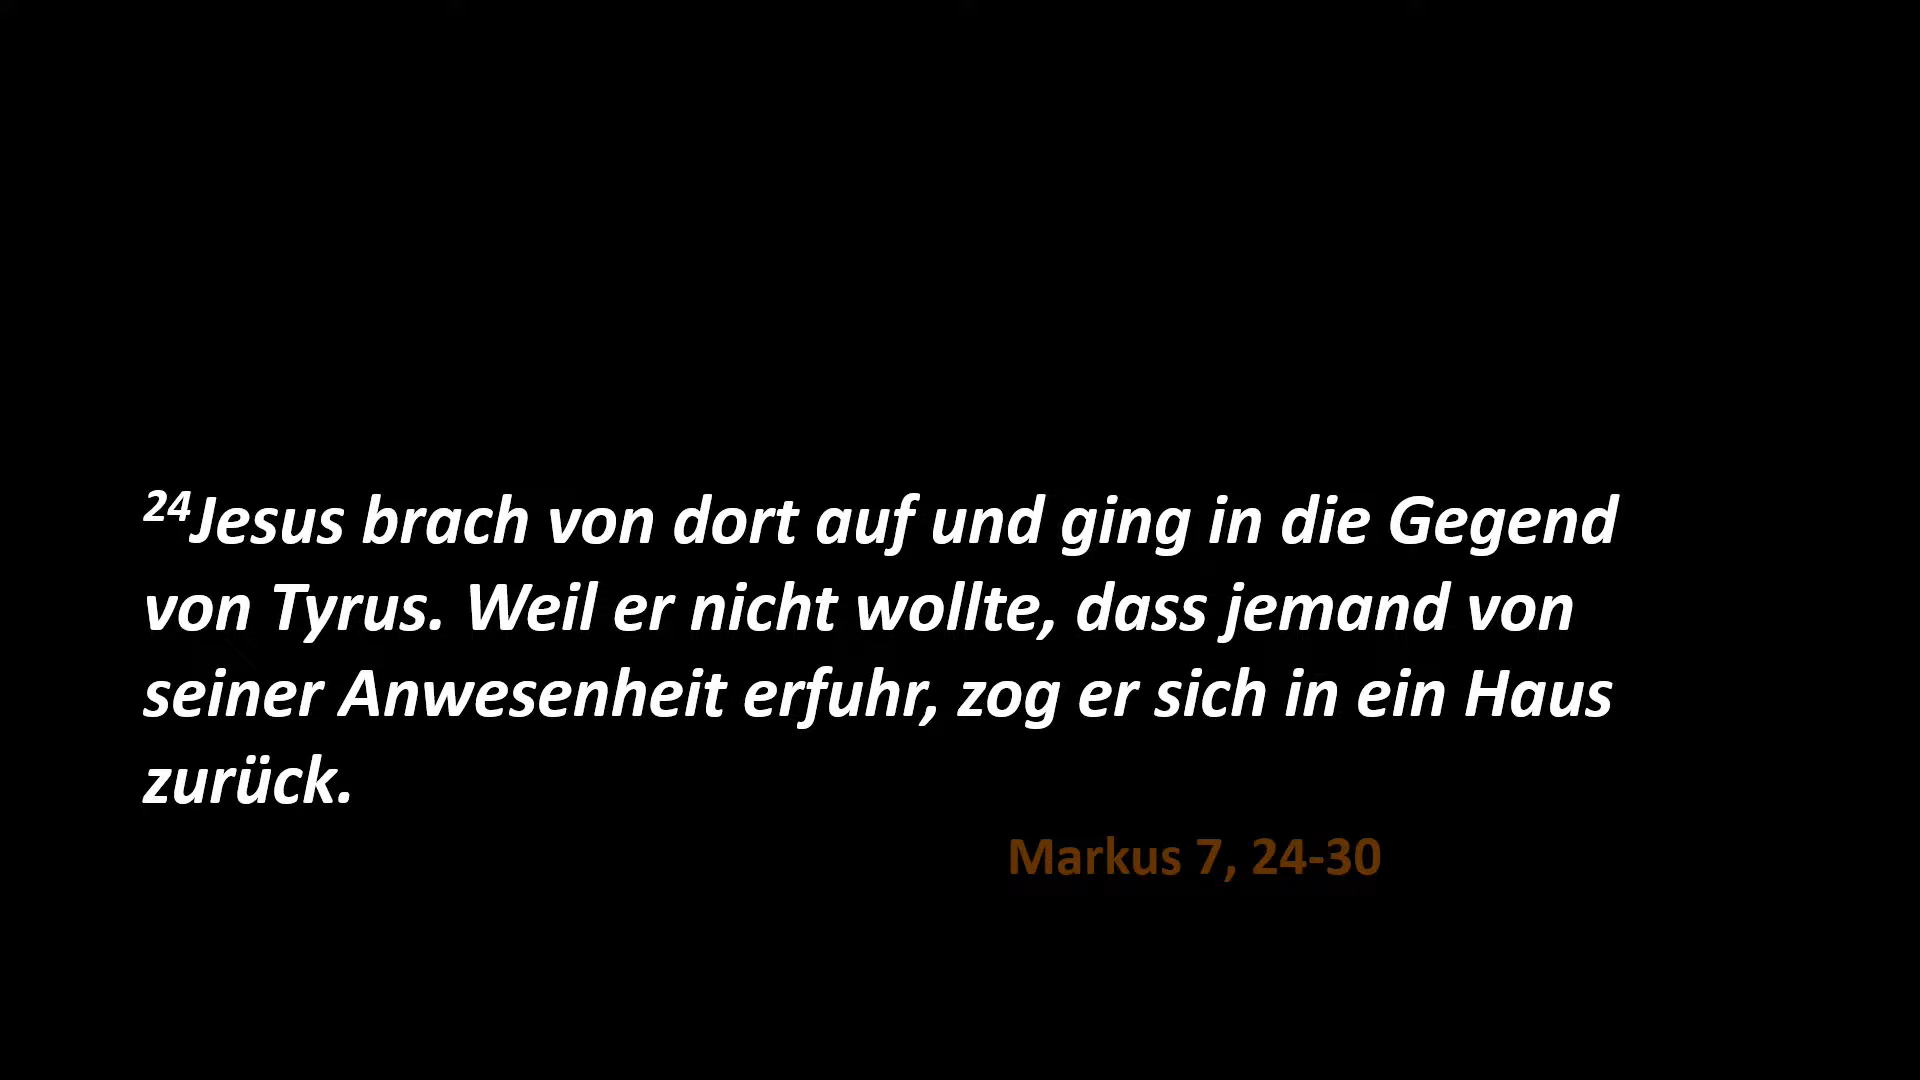 24Jesus brach von dort auf und ging in die Gegend
von Tyrus. Weil er nicht wollte, dass jemand von
seiner Anwesenheit erfuhr, zog er sich in ein Haus
zurück.
Markus 7, 24-30